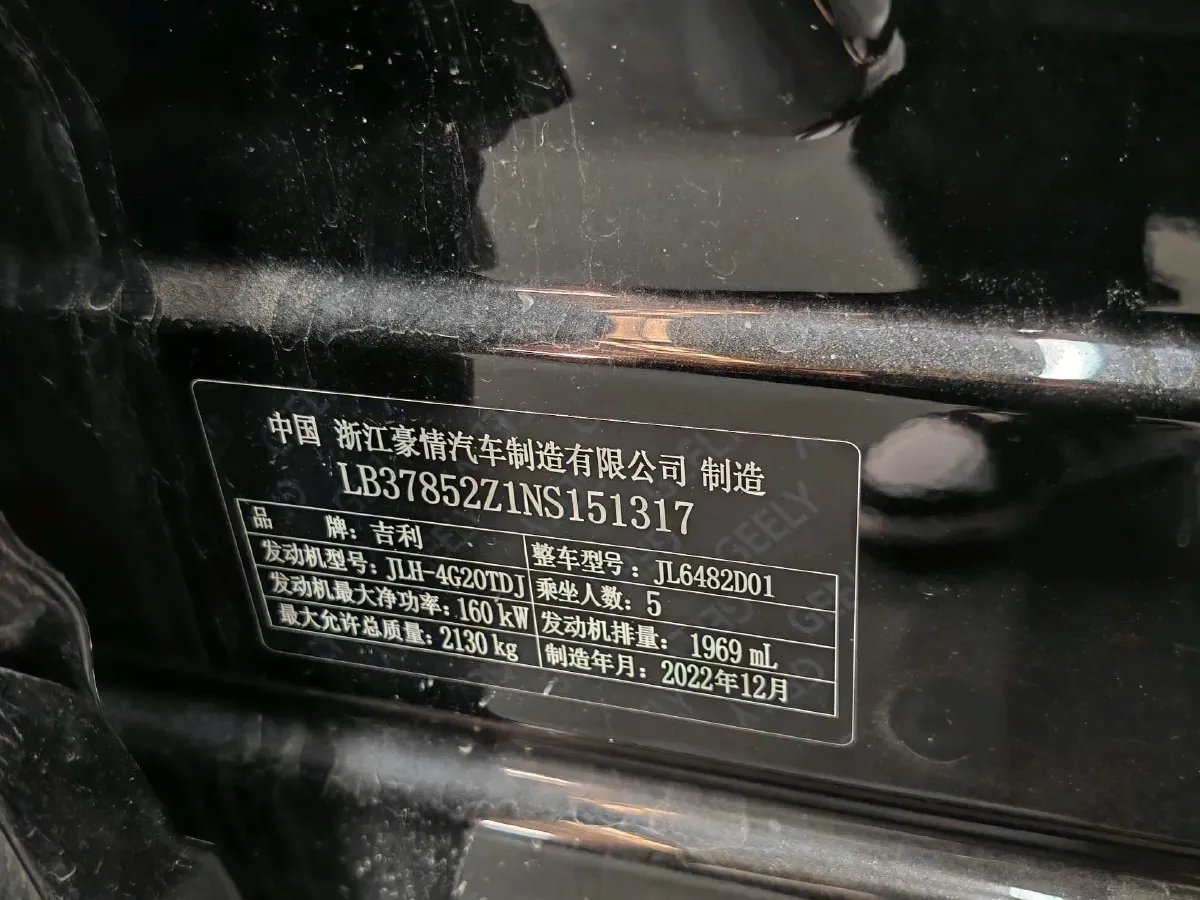 中国 浙江豪情汽车制造有限公司 制造
LB37852Z1NS151317
品 牌：吉利 整车型号：JL6482D01
发动机型号：JLH-4G20TDJ 乘坐人数：5
发动机最大净功率：160 kW 发动机排量：1969 mL
最大允许总质量：2130 kg 制造年月：2022年12月
GEELY